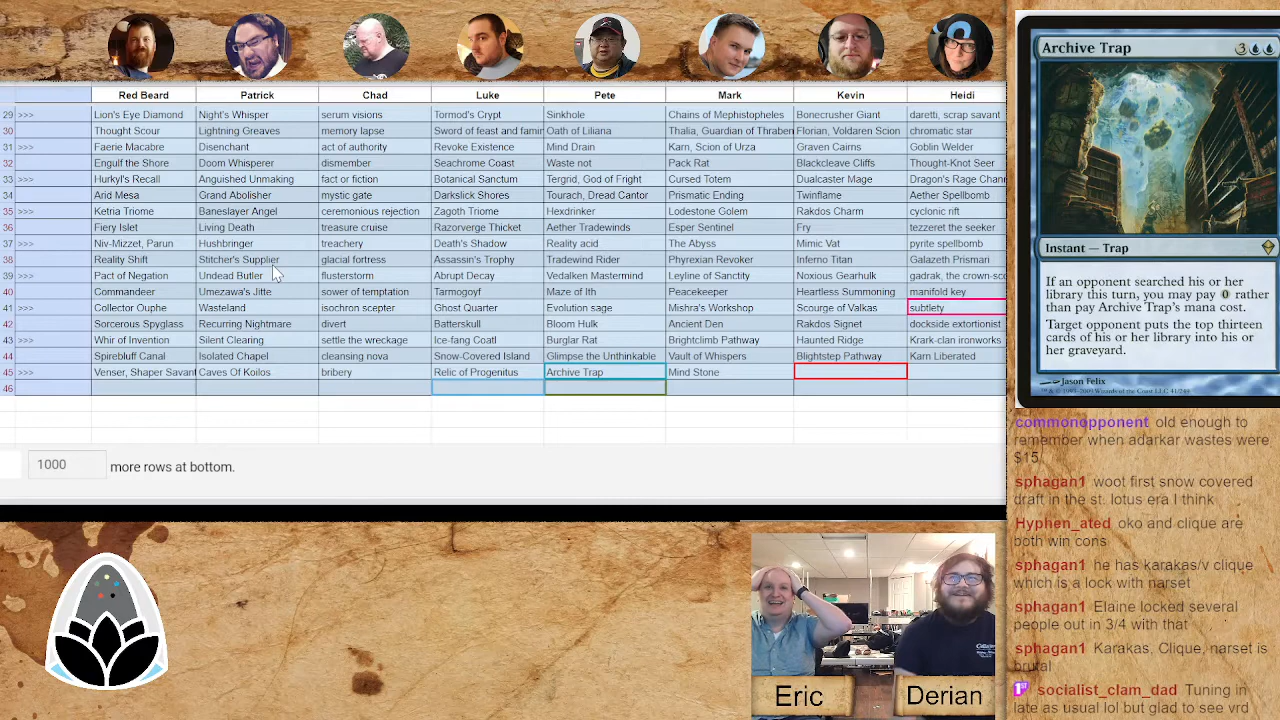 Red Beard Patrick Chad Luke Pete Mark Kevin Heidi
29 >>> Lion's Eye Diamond Night's Whisper serum visions Tormod's Crypt Sinkhole Chains of Mephistopheles Bonecrusher Giant daretti, scrap savant
30 Thought Scour Lightning Greaves memory lapse Sword of feast and famin Oath of Liliana Thalia, Guardian of Thraben Florian, Voldaren Scion chromatic star
31 >>> Faerie Macabre Disenchant act of authority Revoke Existence Mind Drain Karn, Scion of Urza Graven Cairns Goblin Welder
32 Engulf the Shore Doom Whisperer dismember Seachrome Coast Waste not Pack Rat Blackcleave Cliffs Thought-Knot Seer
33 >>> Hurkyl's Recall Anguished Unmaking fact or fiction Botanical Sanctum Tergrid, God of Fright Cursed Totem Dualcaster Mage Dragon's Rage Chan
34 Arid Mesa Grand Abolisher mystic gate Darkslick Shores Tourach, Dread Cantor Prismatic Ending Twinflame Aether Spellbomb
35 >>> Ketria Triome Baneslayer Angel ceremonious rejection Zagoth Triome Hexdrinker Lodestone Golem Rakdos Charm cyclonic rift
36 Fiery Islet Living Death treasure cruise Razorverge Thicket Aether Tradewinds Esper Sentinel Fry tezzeret the seeker
37 >>> Niv-Mizzet, Parun Hushbringer treachery Death's Shadow Reality acid The Abyss Mimic Vat pyrite spellbomb
38 Reality Shift Stitcher's Supplier glacial fortress Assassin's Trophy Tradewind Rider Phyrexian Revoker Inferno Titan Galazeth Prismari
39 >>> Pact of Negation Undead Butler flusterstorm Abrupt Decay Vedalken Mastermind Leyline of Sanctity Noxious Gearhulk gadrak, the crown-sc
40 Commandeer Umezawa's Jitte sower of temptation Tarmogoyf Maze of Ith Peacekeeper Heartless Summoning manifold key
41 >>> Collector Ouphe Wasteland isochron scepter Ghost Quarter Evolution sage Mishra's Workshop Scourge of Valkas subtlety
42 Sorcerous Spyglass Recurring Nightmare divert Batterskull Bloom Hulk Ancient Den Rakdos Signet dockside extortionist
43 >>> Whir of Invention Silent Clearing settle the wreckage Ice-fang Coatl Burglar Rat Brightclimb Pathway Haunted Ridge Krark-clan ironworks
44 Spirebluff Canal Isolated Chapel cleansing nova Snow-Covered Island Glimpse the Unthinkable Vault of Whispers Blightstep Pathway Karn Liberated
45 >>> Venser, Shaper Savant Caves Of Koilos bribery Relic of Progenitus Archive Trap Mind Stone
46
1000 more rows at bottom.
Archive Trap 3
Instant — Trap
If an opponent searched his or her
library this turn, you may pay 0 rather
than pay Archive Trap's mana cost.
Target opponent puts the top thirteen
cards of his or her library into his or
her graveyard.
Jason Felix
commonopponent old enough to
remember when adarkar wastes were
$15
sphagan1 woot first snow covered
draft in the st. lotus era I think
Hyphen_ated oko and clique are
both win cons
sphagan1 he has karakas/v clique
which is a lock with narset
sphagan1 Elaine locked several
people out in 3/4 with that
sphagan1 Karakas, Clique, narset is
brutal
socialist_clam_dad Tuning in
late as usual lol but glad to see vrd
Eric
Derian